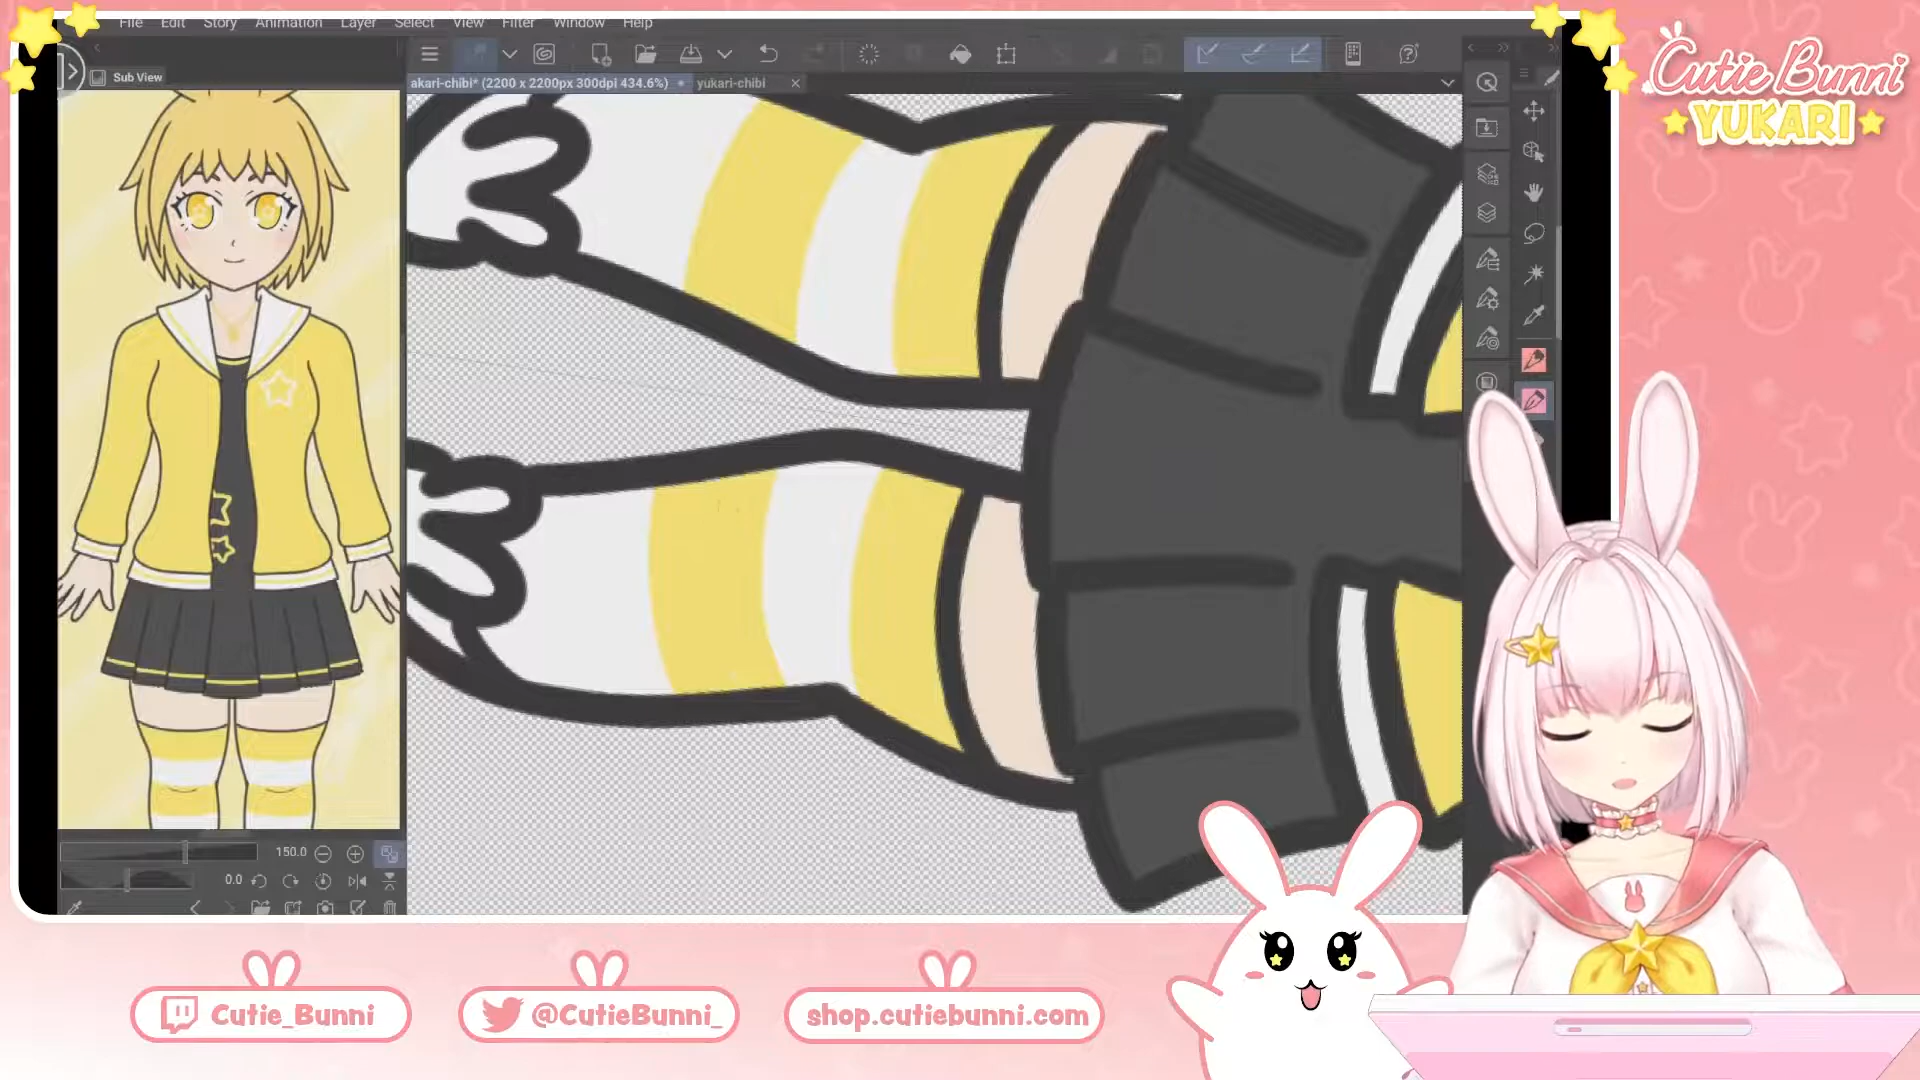 File Edit Story Animation Layer Select View Filter Window Help
Sub View
akari-chibi* (2200 x 2200px 300dpi 434.6%)
yukari-chibi
150.0
0.0
Cutie Bunni
YUKARI
Cutie_Bunni
@CutieBunni_
shop.cutiebunni.com